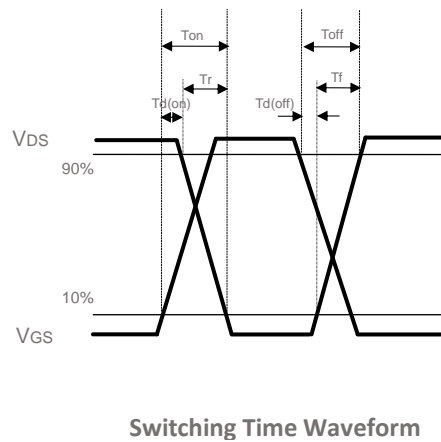 Ton
Toff
Tr
Tf
Td(on)
Td(off)
VDS
90%
10%
VGS
Switching Time Waveform